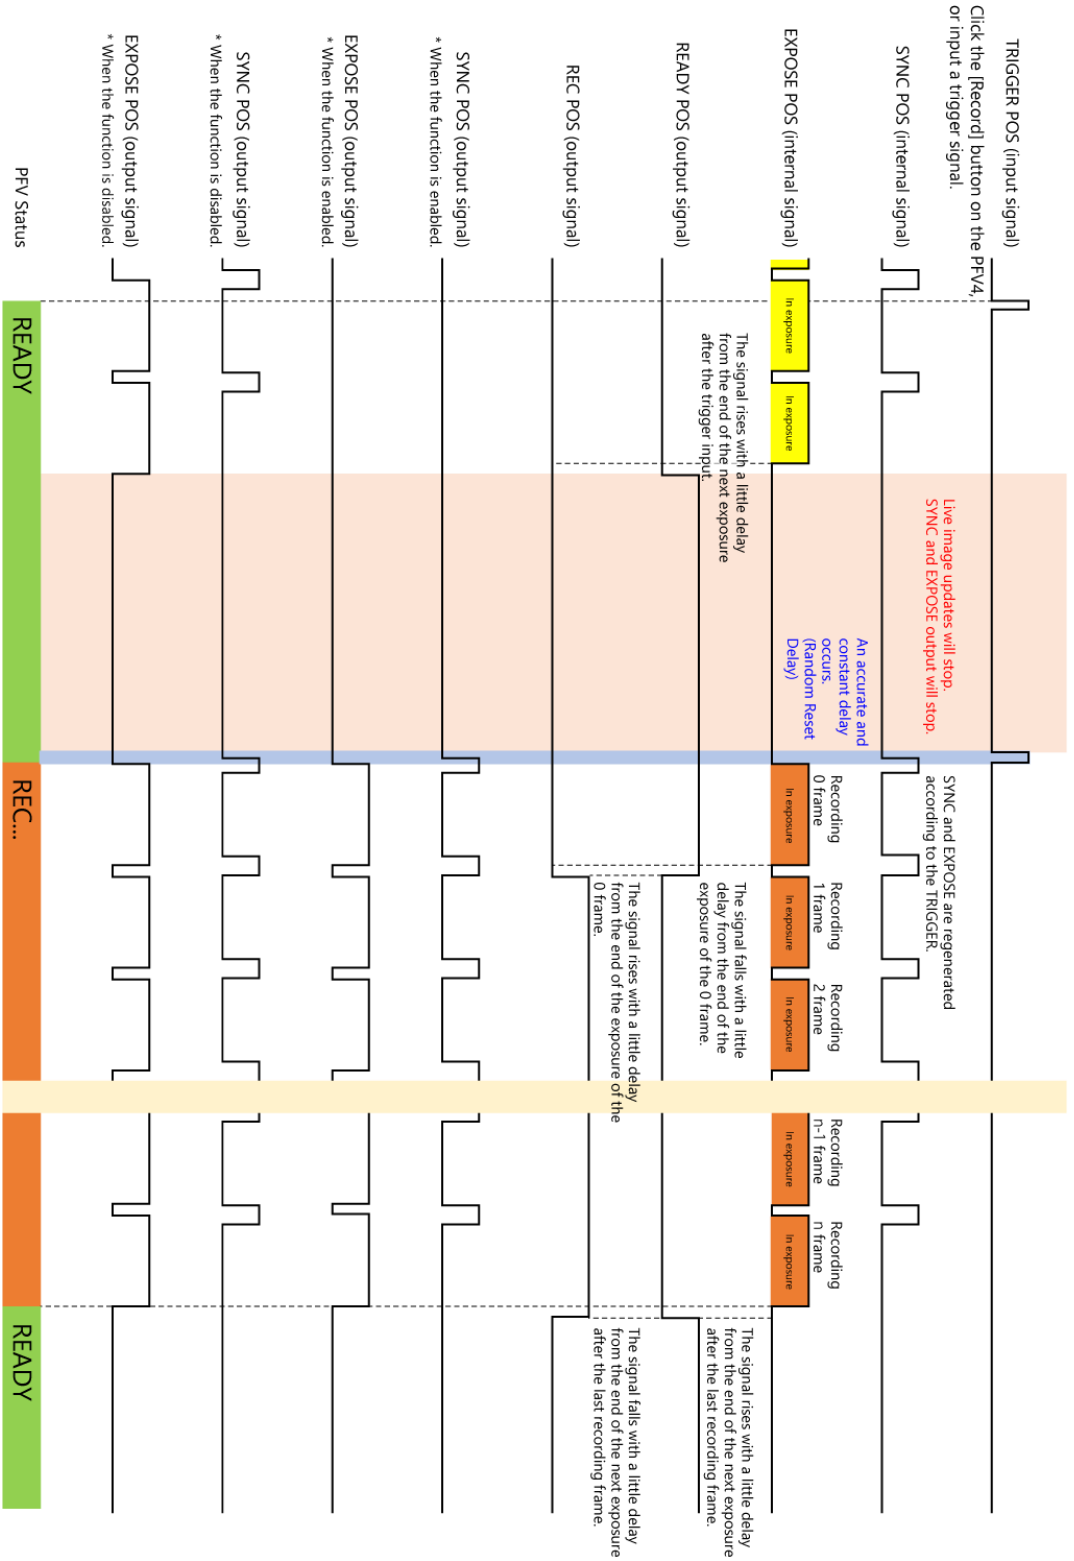 TRIGGER POS (input signal)
Click the [Record] button on the PFV4,
or input a trigger signal.
SYNC POS (internal signal)
Live image updates will stop.
SYNC and EXPOSE output will stop.
SYNC and EXPOSE are regenerated
according to the TRIGGER.
An accurate and
constant delay
occurs.
(Random Reset
Delay)
Recording
0 frame
Recording
1 frame
Recording
2 frame
Recording
n-1 frame
Recording
n frame
EXPOSE POS (internal signal)
In exposure
In exposure
In exposure
In exposure
In exposure
In exposure
In exposure
The signal rises with a little delay
from the end of the next exposure
after the trigger input.
The signal falls with a little
delay from the end of the
exposure of the 0 frame.
The signal rises with a little delay
from the end of the next exposure
after the last recording frame.
READY POS (output signal)
The signal rises with a little delay
from the end of the exposure of the
0 frame.
The signal falls with a little delay
from the end of the next exposure
after the last recording frame.
REC POS (output signal)
SYNC POS (output signal)
* When the function is enabled.
EXPOSE POS (output signal)
* When the function is enabled.
SYNC POS (output signal)
* When the function is disabled.
EXPOSE POS (output signal)
* When the function is disabled.
PFV Status
READY
REC...
READY